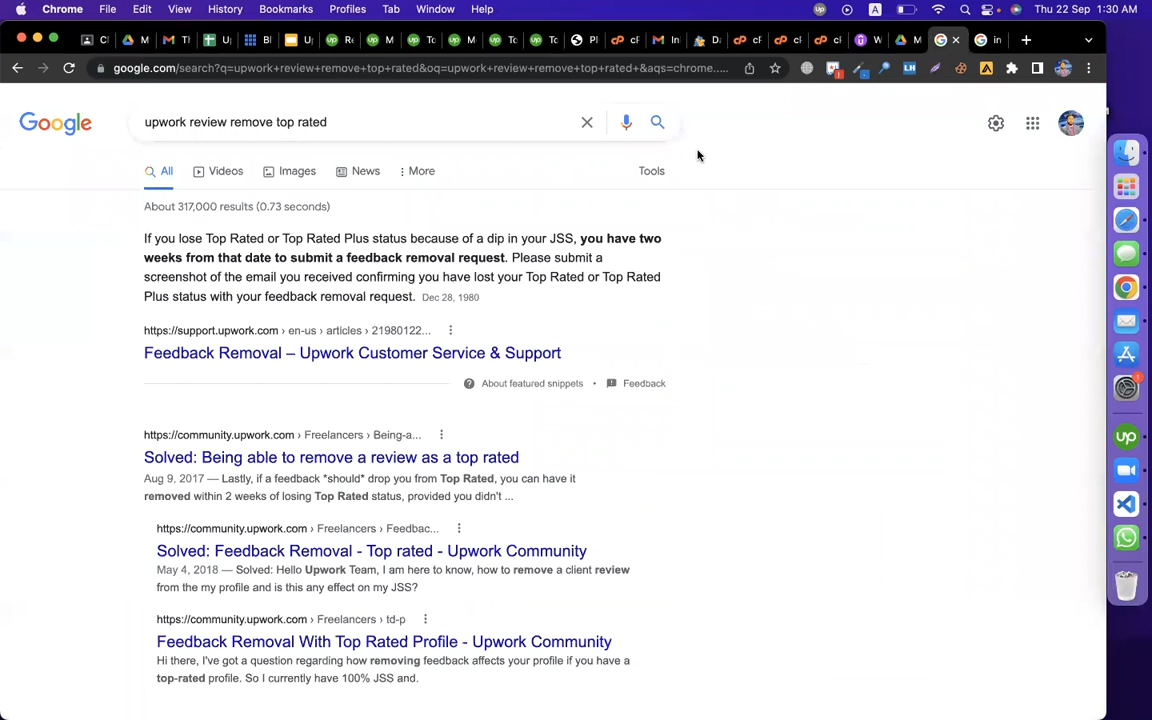 Chrome File Edit View History Bookmarks Profiles Tab Window Help
A
Thu 22 Sep 1:30 AM
google.com/search?q=upwork+review+remove+top+rated&oq=upwork+review+remove+top+rated+&aqs=chrome.....
Google
upwork review remove top rated
All Videos Images News More Tools
About 317,000 results (0.73 seconds)
If you lose Top Rated or Top Rated Plus status because of a dip in your JSS, you have two
weeks from that date to submit a feedback removal request. Please submit a
screenshot of the email you received confirming you have lost your Top Rated or Top Rated
Plus status with your feedback removal request. Dec 28, 1980
https://support.upwork.com › en-us › articles › 21980122...
Feedback Removal – Upwork Customer Service & Support
About featured snippets • Feedback
https://community.upwork.com › Freelancers › Being-a...
Solved: Being able to remove a review as a top rated
Aug 9, 2017 — Lastly, if a feedback *should* drop you from Top Rated, you can have it
removed within 2 weeks of losing Top Rated status, provided you didn't ...
https://community.upwork.com › Freelancers › Feedbac...
Solved: Feedback Removal - Top rated - Upwork Community
May 4, 2018 — Solved: Hello Upwork Team, I am here to know, how to remove a client review
from the my profile and is this any effect on my JSS?
https://community.upwork.com › Freelancers › td-p
Feedback Removal With Top Rated Profile - Upwork Community
Hi there, I've got a question regarding how removing feedback affects your profile if you have a
top-rated profile. So I currently have 100% JSS and.